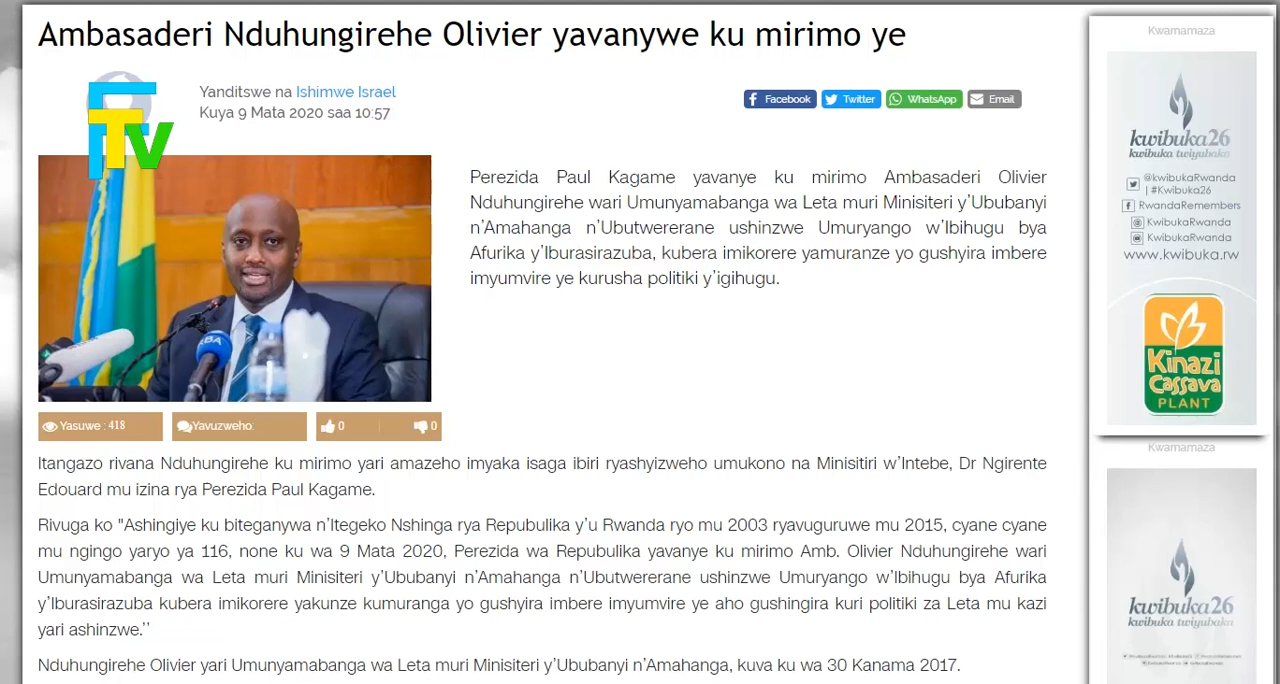 Ambasaderi Nduhungirehe Olivier yavanywe ku mirimo ye
Yanditswe na Ishimwe Israel
Kuya 9 Mata 2020 saa 10:57
Facebook
Twitter
WhatsApp
Email
FTv
Perezida Paul Kagame yavanye ku mirimo Ambasaderi Olivier
Nduhungirehe wari Umunyamabanga wa Leta muri Minisiteri y'Ububanyi
n'Amahanga n'Ubutwererane ushinzwe Umuryango w'Ibihugu bya
Afurika y'Iburasirazuba, kubera imikorere yamuranze yo gushyira imbere
imyumvire ye kurusha politiki y'igihugu.
Yasuwe : 418
Yavuzweho:
0
0
Itangazo rivana Nduhungirehe ku mirimo yari amazeho imyaka isaga ibiri ryashyizweho umukono na Minisitiri w'Intebe, Dr Ngirente
Edouard mu izina rya Perezida Paul Kagame.
Rivuga ko "Ashingiye ku biteganywa n'Itegeko Nshinga rya Repubulika y'u Rwanda ryo mu 2003 ryavuguruwe mu 2015, cyane cyane
mu ngingo yaryo ya 116, none ku wa 9 Mata 2020, Perezida wa Repubulika yavanye ku mirimo Amb. Olivier Nduhungirehe wari
Umunyamabanga wa Leta muri Minisiteri y'Ububanyi n'Amahanga n'Ubutwererane ushinzwe Umuryango w'Ibihugu bya Afurika
y'Iburasirazuba kubera imikorere yakunze kumuranga yo gushyira imbere imyumvire ye aho gushingira kuri politiki za Leta mu kazi
yari ashinzwe.''
Nduhungirehe Olivier yari Umunyamabanga wa Leta muri Minisiteri y'Ububanyi n'Amahanga, kuva ku wa 30 Kanama 2017.
Kwamamaza
kwibuka26
kwibuka twiyubaka
@kwibukaRwanda
| #Kwibuka26
RwandaRemembers
KwibukaRwanda
KwibukaRwanda
www.kwibuka.rw
Kinazi
Cassava
PLANT
Kwamamaza
kwibuka26
kwibuka twiyubaka